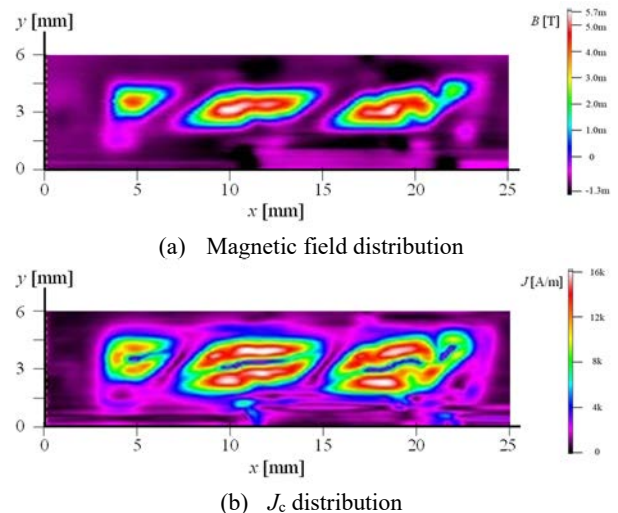 y [mm]
B [T]
5.7m
5.0m
4.0m
3.0m
2.0m
1.0m
0
-1.3m
6
3
0
0 5 10 15 20 25
x [mm]
(a) Magnetic field distribution
y [mm]
J [A/m]
16k
12k
8k
4k
0
6
3
0
0 5 10 15 20 25
x [mm]
(b) Jc distribution